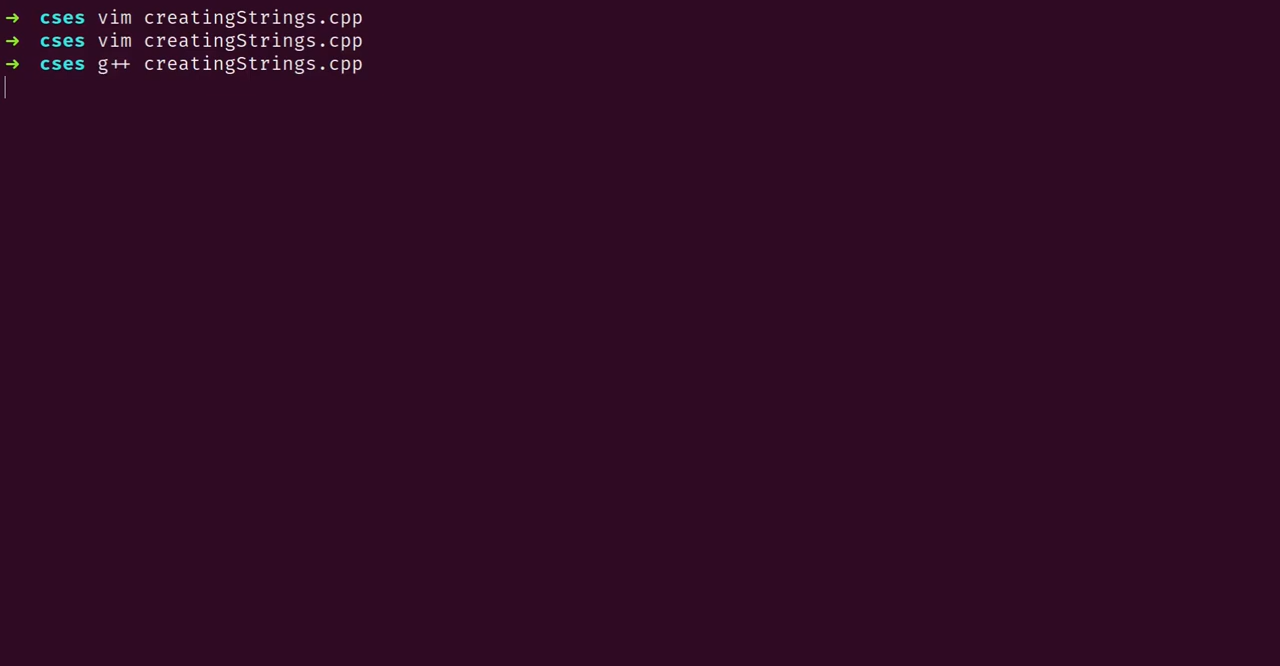 → cses vim creatingStrings.cpp
→ cses vim creatingStrings.cpp
→ cses g++ creatingStrings.cpp